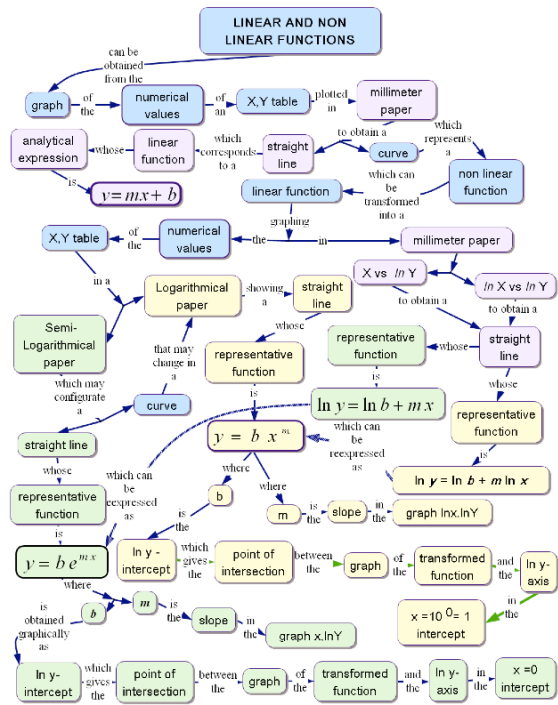 LINEAR AND NON
LINEAR FUNCTIONS
can be
obtained
from the
graph
of
the
numerical
values
of
an
X,Y table
plotted
in
millimeter
paper
to obtain a
straight
line
curve
which
represents
a
non linear
function
which
corresponds
to a
linear
function
whose
analytical
expression
is
y=mx+b
which can
be
transformed
into a
linear function
graphing
the
in
numerical
values
of
the
X,Y table
millimeter paper
X vs ln Y
ln X vs ln Y
to obtain a
to obtain a
straight
line
in a
Logarithmical
paper
showing
a
straight
line
Semi-
Logarithmical
paper
that may
change in
a
whose
representative
function
representative
function
whose
whose
which may
configurate
a
curve
is
is
ln y = ln b + m x
representative
function
straight line
y = b x^m
which can
be
reexpressed
as
is
ln y = ln b + m ln x
whose
which can
be
reexpressed
as
where
where
representative
function
b
m
is
the
slope
in
the
graph lnx.lnY
is
is
the
y = b e^{m x}
ln y -
intercept
which
gives
the
point of
intersection
between
the
graph
of
the
transformed
function
and
the
ln y-
axis
where
in
the
x =10 ^0= 1
intercept
b
m
is
the
slope
in
the
graph x,lnY
is
obtained
graphically
as
ln y-
intercept
which
gives
the
point of
intersection
between
the
graph
of
the
transformed
function
and
the
ln y-
axis
in
the
x =0
intercept